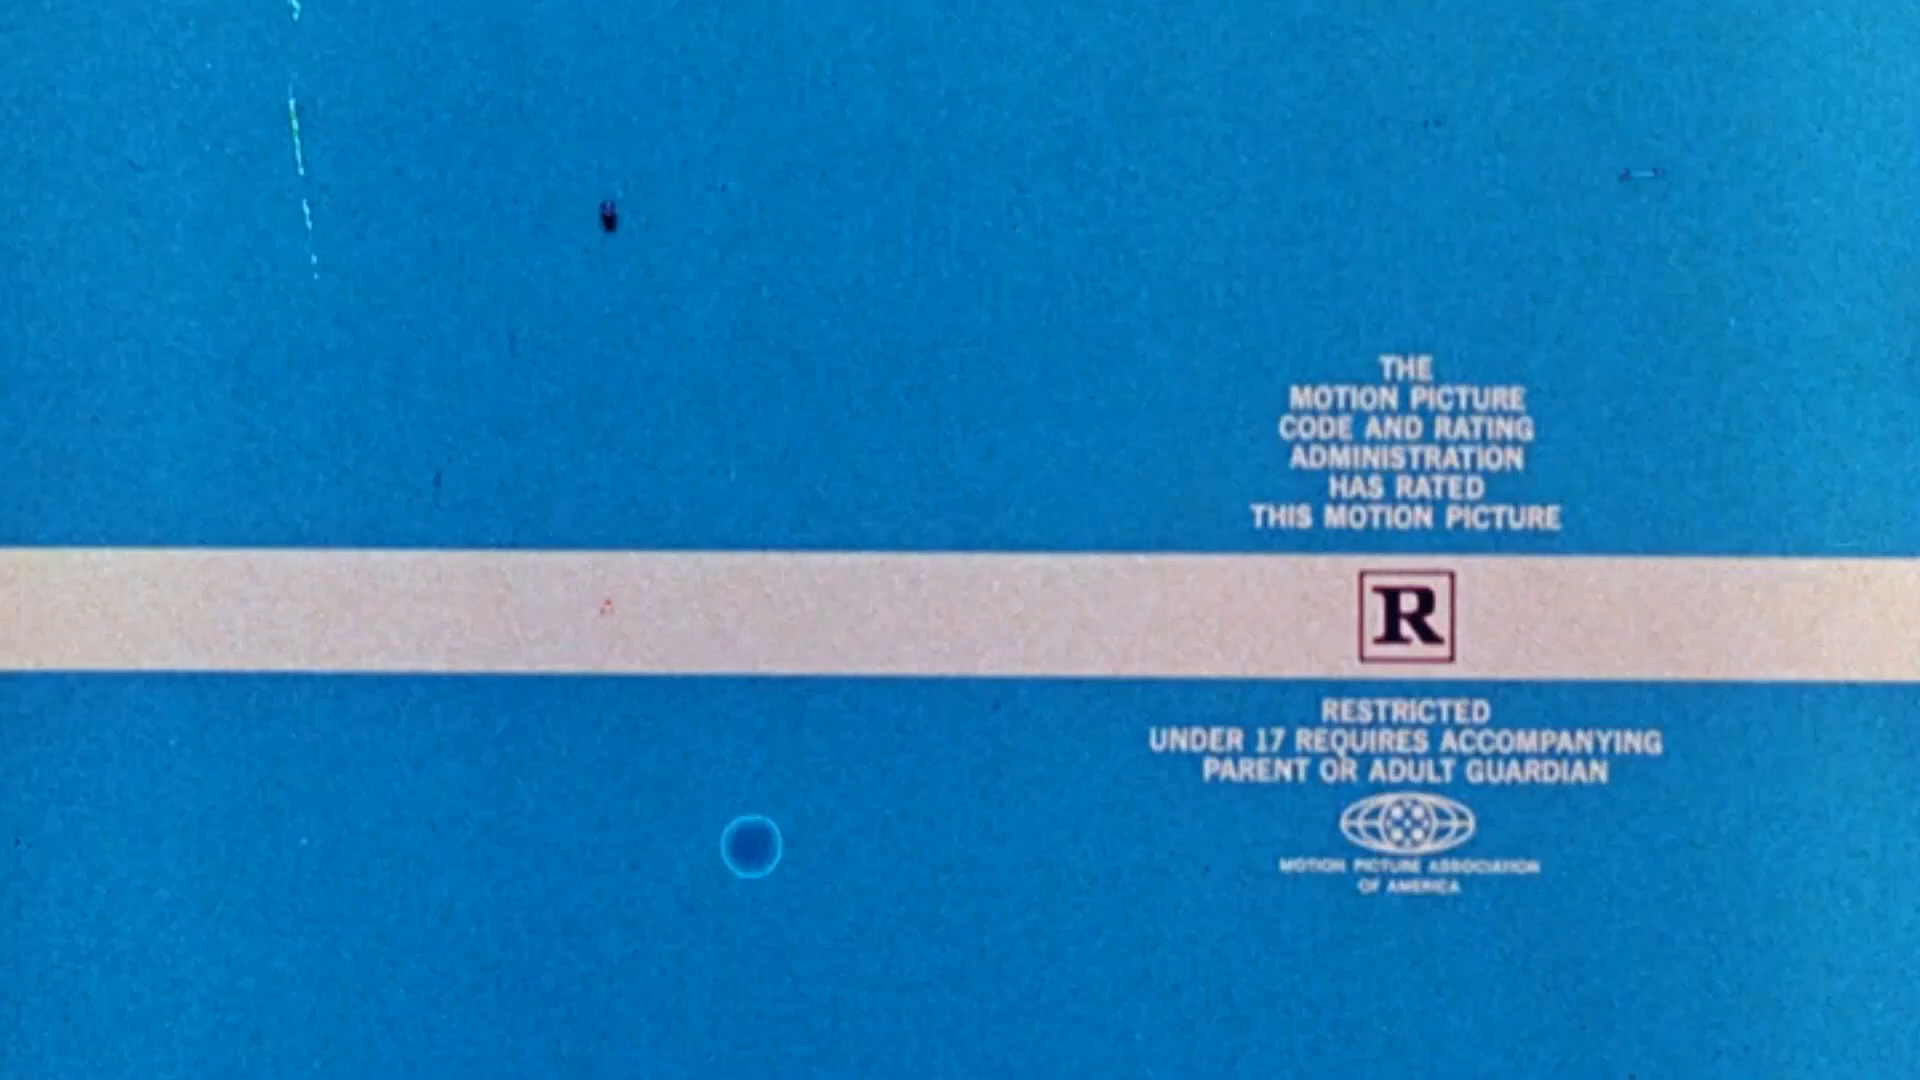 THE
MOTION PICTURE
CODE AND RATING
ADMINISTRATION
HAS RATED
THIS MOTION PICTURE
R
RESTRICTED
UNDER 17 REQUIRES ACCOMPANYING
PARENT OR ADULT GUARDIAN
MOTION PICTURE ASSOCIATION
OF AMERICA